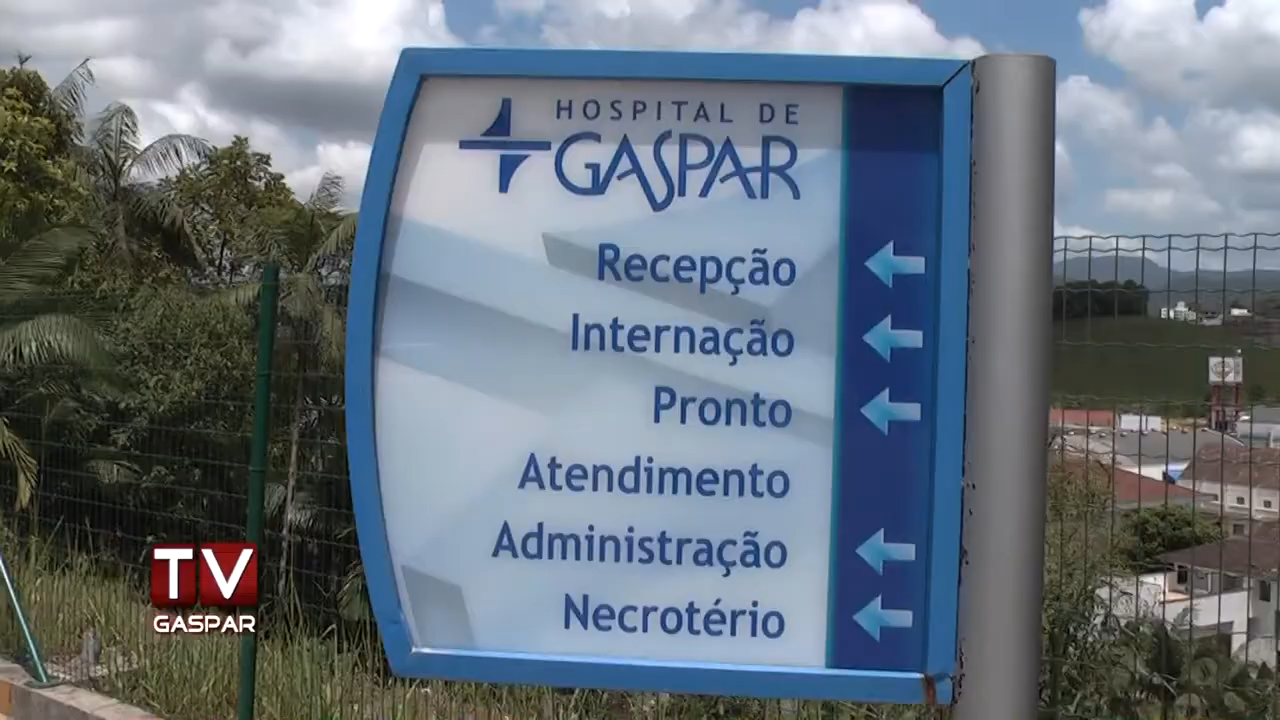 HOSPITAL DE
GASPAR
Recepção
Internação
Pronto
Atendimento
Administração
Necrotério
TV
GASPAR